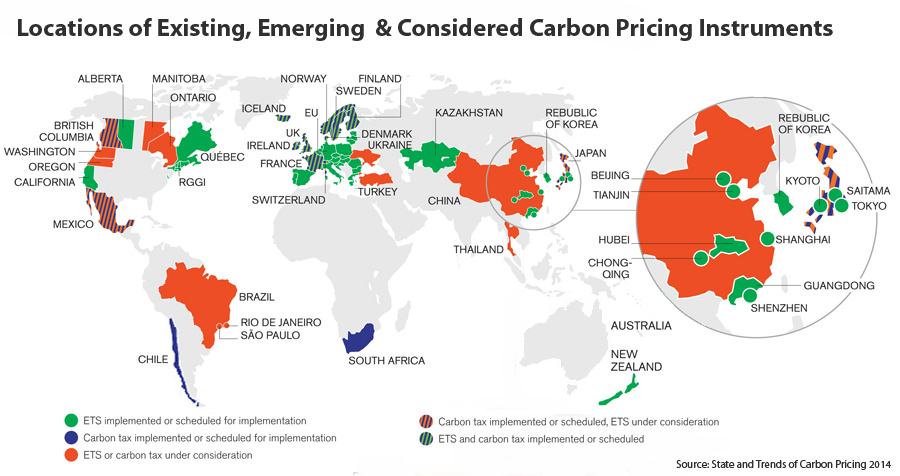 Locations of Existing, Emerging & Considered Carbon Pricing Instruments
ALBERTA
MANITOBA
ONTARIO
BRITISH
COLUMBIA
WASHINGTON
OREGON
CALIFORNIA
QUÉBEC
RGGI
MEXICO
NORWAY
FINLAND
SWEDEN
ICELAND
EU
UK
IRELAND
FRANCE
DENMARK
UKRAINE
SWITZERLAND
TURKEY
KAZAKHSTAN
REPUBLIC
OF KOREA
JAPAN
CHINA
THAILAND
REPUBLIC
OF KOREA
BEIJING
TIANJIN
KYOTO
SAITAMA
TOKYO
HUBEI
SHANGHAI
CHONG-
QING
GUANGDONG
SHENZHEN
BRAZIL
RIO DE JANEIRO
SÃO PAULO
CHILE
SOUTH AFRICA
AUSTRALIA
NEW
ZEALAND
ETS implemented or scheduled for implementation
Carbon tax implemented or scheduled for implementation
ETS or carbon tax under consideration
Carbon tax implemented or scheduled, ETS under consideration
ETS and carbon tax implemented or scheduled
Source: State and Trends of Carbon Pricing 2014